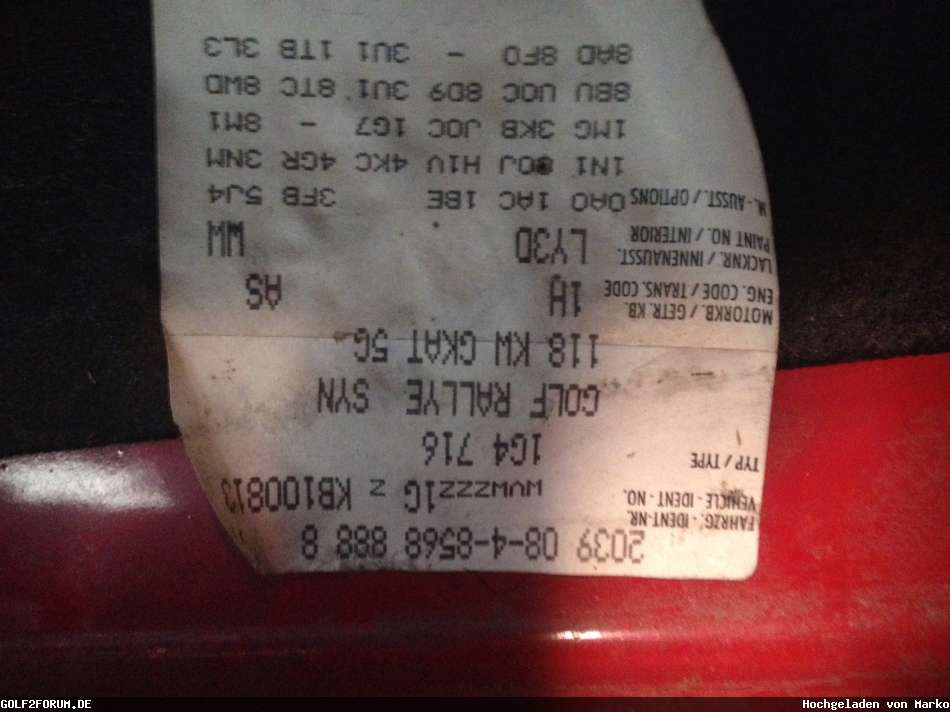 2039 08-4-8568 888 8
FAHRZG. - IDENT-NR.
VEHICLE - IDENT - NO.
WVWZZZ1G Z KB100813
TYP / TYPE 1G4 716
GOLF RALLYE SYN
118 KW GKAT 5G
MOTORKB. / GETR. KB.
ENG. CODE / TRANS. CODE 1H AS
LACKNR. / INNENAUSST.
PAINT NO. / INTERIOR LY3D WW
M. - AUSST. / OPTIONS 0A0 1AC 1BE 3FB 5J4
1N1 H1V 4KC 4GR 3NM
1MG 3KB J0C 1G7 - 8M1
8BU U0C 8D9 3U1 8TC 8WD
8AD 8F0 - 3U1 1TB 3L3
GOLF2FORUM.DE
Hochgeladen von Marku